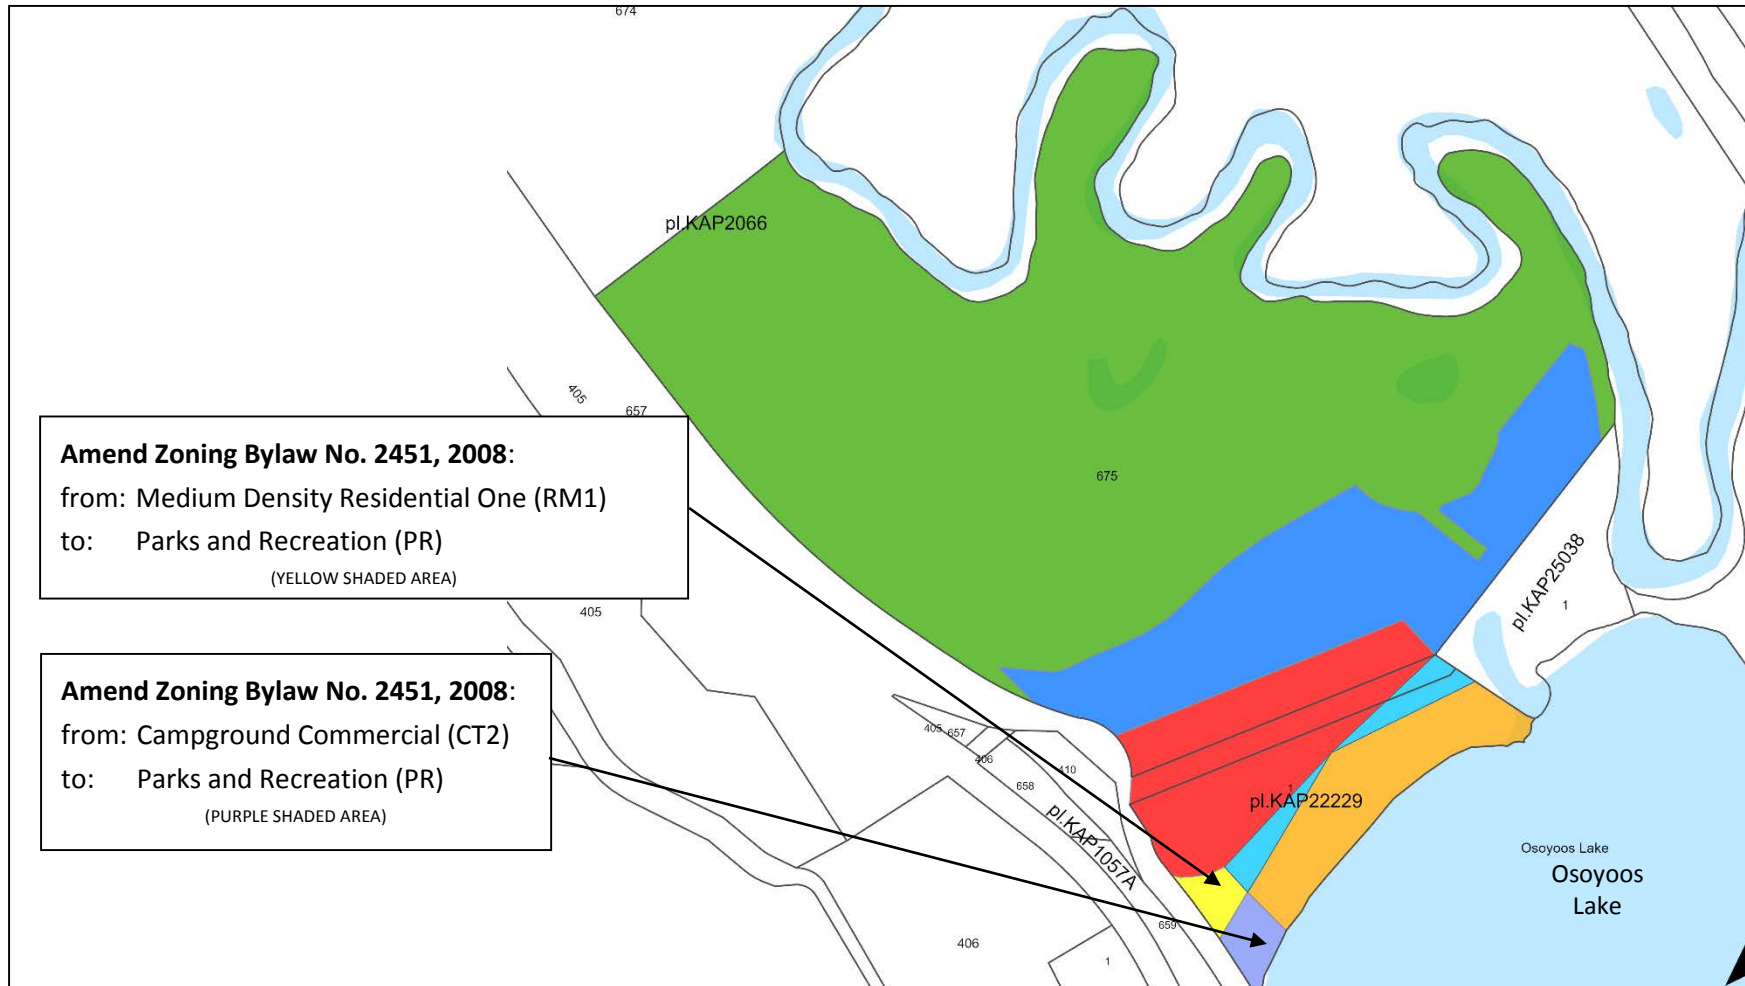 674
pl.KAP2066
405
657
Amend Zoning Bylaw No. 2451, 2008:
from: Medium Density Residential One (RM1)
to: Parks and Recreation (PR)
(YELLOW SHADED AREA)
675
pl.KAP25038
1
405
Amend Zoning Bylaw No. 2451, 2008:
from: Campground Commercial (CT2)
to: Parks and Recreation (PR)
(PURPLE SHADED AREA)
405
657
406
410
658
1
pl.KAP22229
pl.KAP1057A
Osoyoos Lake
Osoyoos
Lake
659
406
1